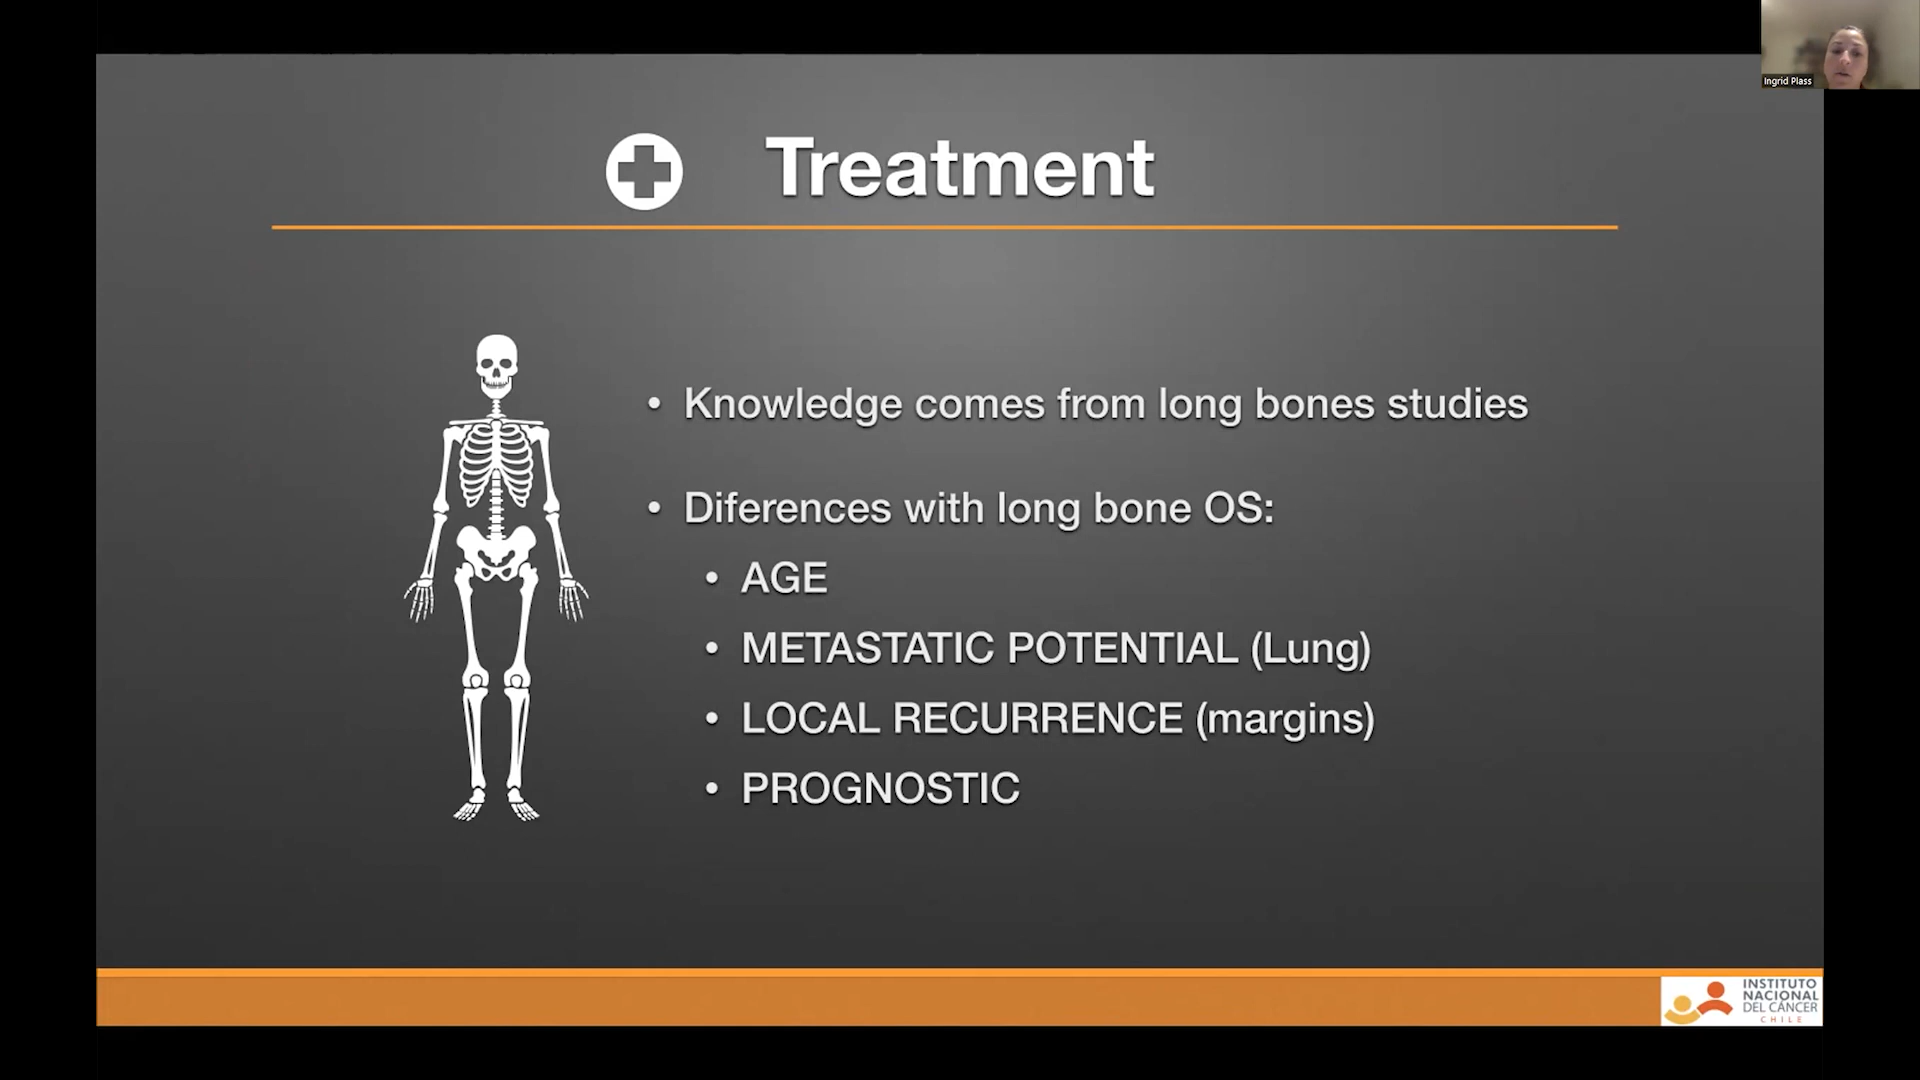 Ingrid Plass
Treatment
• Knowledge comes from long bones studies
• Diferences with long bone OS:
• AGE
• METASTATIC POTENTIAL (Lung)
• LOCAL RECURRENCE (margins)
• PROGNOSTIC
INSTITUTO
NACIONAL
DEL CÁNCER
CHILE